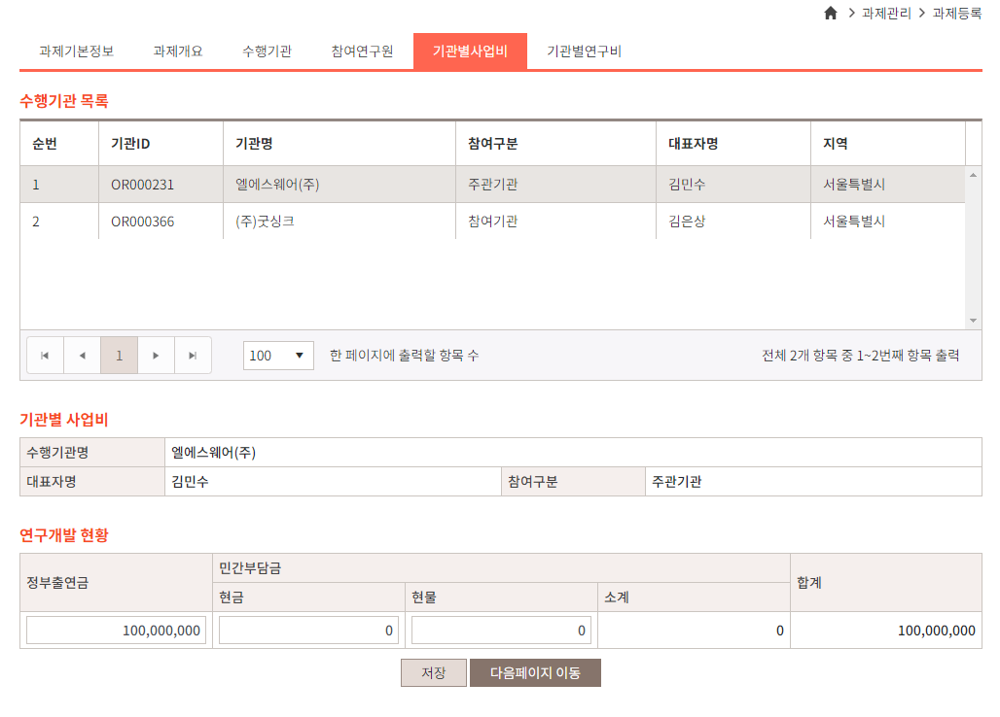 과제관리 과제등록
과제기본정보 과제개요 수행기관 참여연구원 기관별사업비 기관별연구비
수행기관 목록
순번 기관ID 기관명 참여구분 대표자명 지역
1 OR000231 엘에스웨어(주) 주관기관 김민수 서울특별시
2 OR000366 (주)굿싱크 참여기관 김은상 서울특별시
1 100 한 페이지에 출력할 항목 수 전체 2개 항목 중 1~2번째 항목 출력
기관별 사업비
수행기관명 엘에스웨어(주)
대표자명 김민수 참여구분 주관기관
연구개발 현황
정부출연금 민간부담금 합계
현금 현물 소계
100,000,000 0 0 0 100,000,000
저장 다음페이지 이동